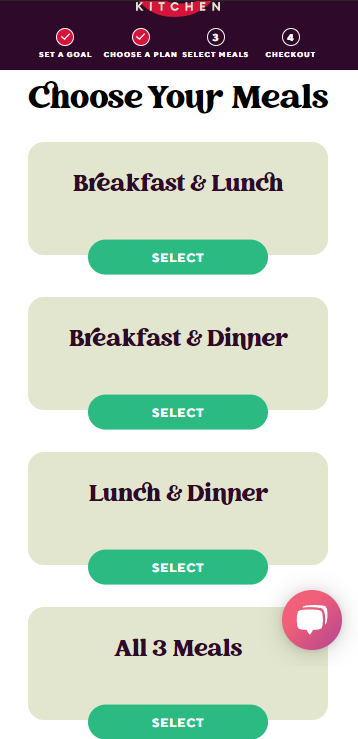 KITCHEN
SET A GOAL CHOOSE A PLAN 3 SELECT MEALS 4 CHECKOUT
Choose Your Meals
Breakfast & Lunch
SELECT
Breakfast & Dinner
SELECT
Lunch & Dinner
SELECT
All 3 Meals
SELECT